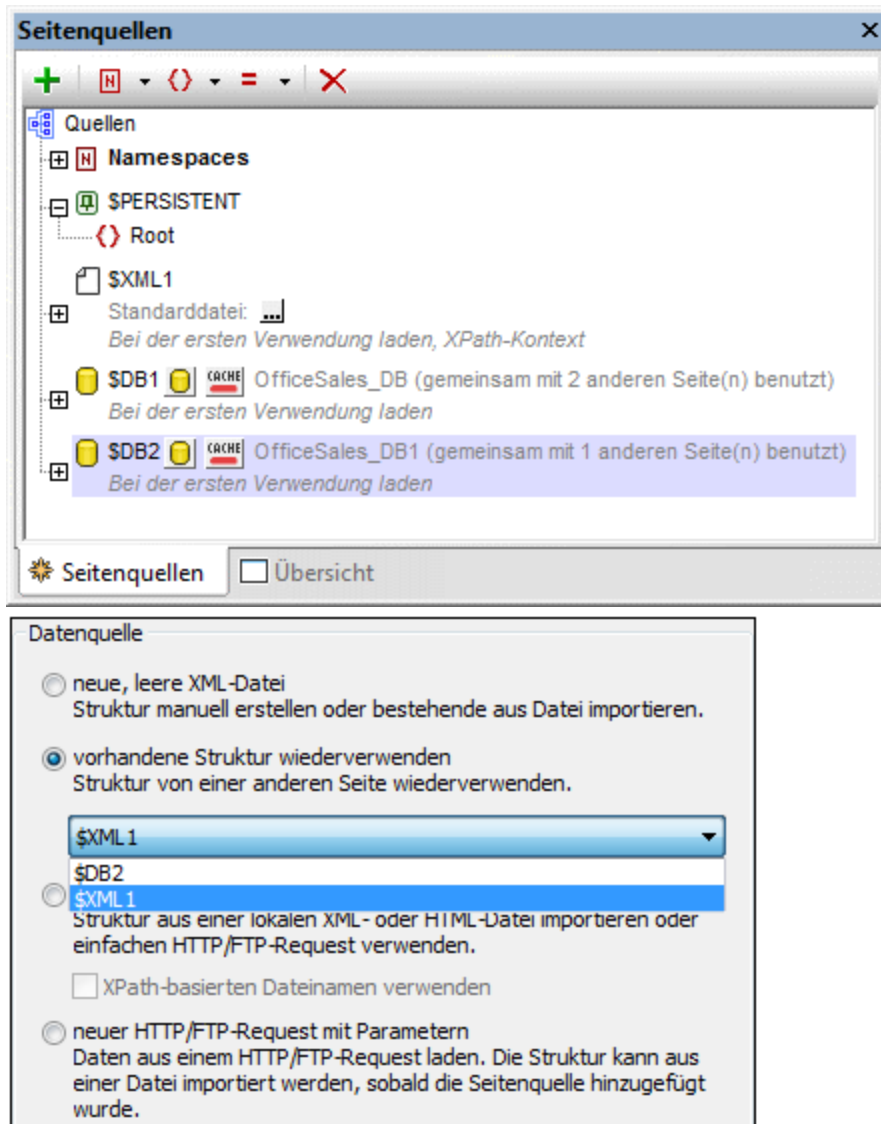 Seitenquellen
Quellen
Namespaces
$PERSISTENT
{} Root
$XML1
Standarddatei: ...
Bei der ersten Verwendung laden, XPath-Kontext
$DB1 CACHE OfficeSales_DB (gemeinsam mit 2 anderen Seite(n) benutzt)
Bei der ersten Verwendung laden
$DB2 CACHE OfficeSales_DB1 (gemeinsam mit 1 anderen Seite(n) benutzt)
Bei der ersten Verwendung laden
Seitenquellen Übersicht
Datenquelle
neue, leere XML-Datei
Struktur manuell erstellen oder bestehende aus Datei importieren.
vorhandene Struktur wiederverwenden
Struktur von einer anderen Seite wiederverwenden.
$XML1
$DB2
$XML1
Struktur aus einer lokalen XML- oder HTML-Datei importieren oder
einfachen HTTP/FTP-Request verwenden.
XPath-basierten Dateinamen verwenden
neuer HTTP/FTP-Request mit Parametern
Daten aus einem HTTP/FTP-Request laden. Die Struktur kann aus
einer Datei importiert werden, sobald die Seitenquelle hinzugefügt
wurde.